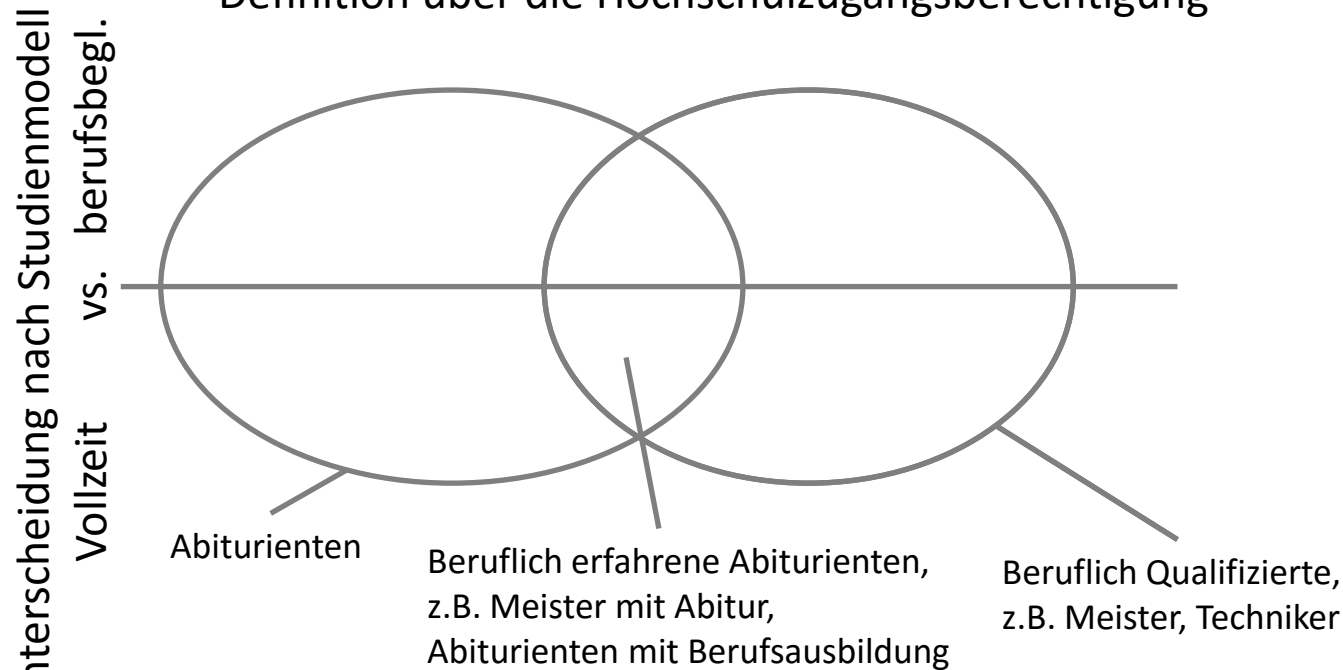 Definition über die Hochschulzugangsberechtigung
nterscheidung nach Studienmodell
Vollzeit vs. berufsbegl.
Abiturienten
Beruflich erfahrene Abiturienten,
z.B. Meister mit Abitur,
Abiturienten mit Berufsausbildung
Beruflich Qualifizierte,
z.B. Meister, Techniker